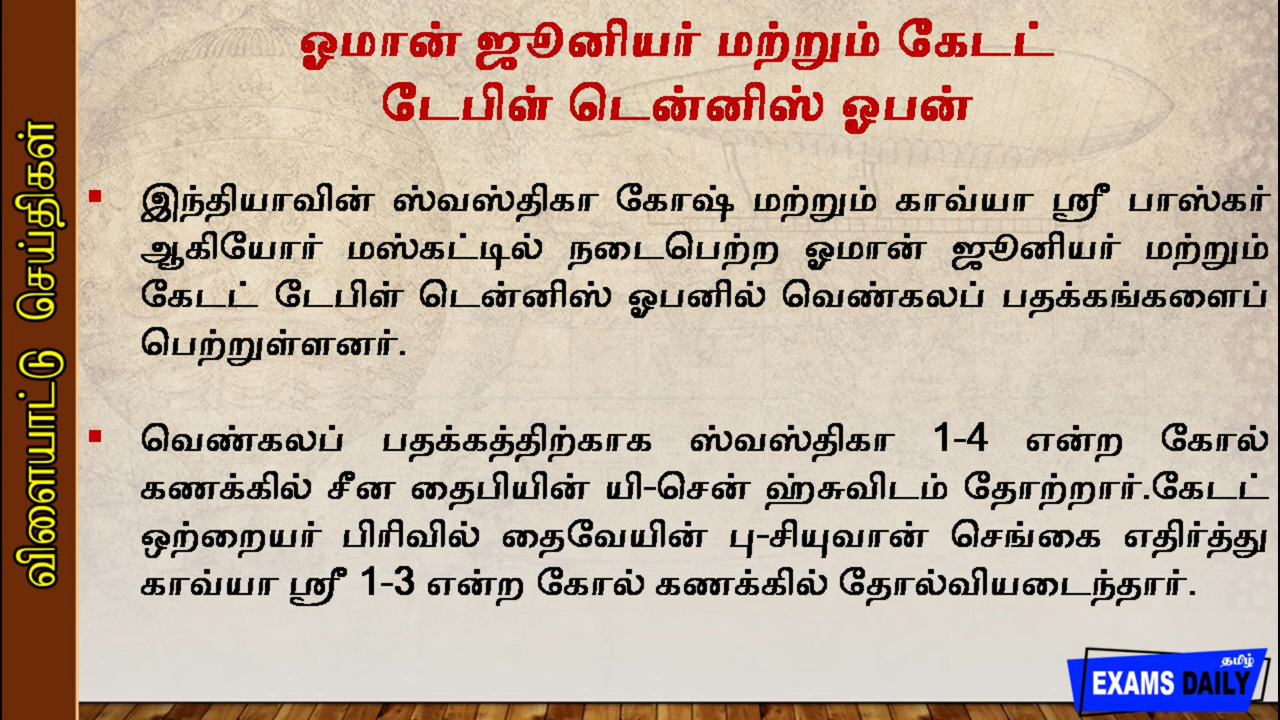 ஓமான் ஜூனியர் மற்றும் கேடட்
டேபிள் டென்னிஸ் ஓபன்
விளையாட்டு செய்திகள்
இந்தியாவின் ஸ்வஸ்திகா கோஷ் மற்றும் காவ்யா ஸ்ரீ பாஸ்கர்
ஆகியோர் மஸ்கட்டில் நடைபெற்ற ஓமான் ஜூனியர் மற்றும்
கேடட் டேபிள் டென்னிஸ் ஓபனில் வெண்கலப் பதக்கங்களைப்
பெற்றுள்ளனர்.
வெண்கலப் பதக்கத்திற்காக ஸ்வஸ்திகா 1-4 என்ற கோல்
கணக்கில் சீன தைபியின் யி-சென் ஹ்சுவிடம் தோற்றார்.கேடட்
ஒற்றையர் பிரிவில் தைவேயின் பு-சியுவான் செங்கை எதிர்த்து
காவ்யா ஸ்ரீ 1-3 என்ற கோல் கணக்கில் தோல்வியடைந்தார்.
தமிழ்
EXAMS DAILY